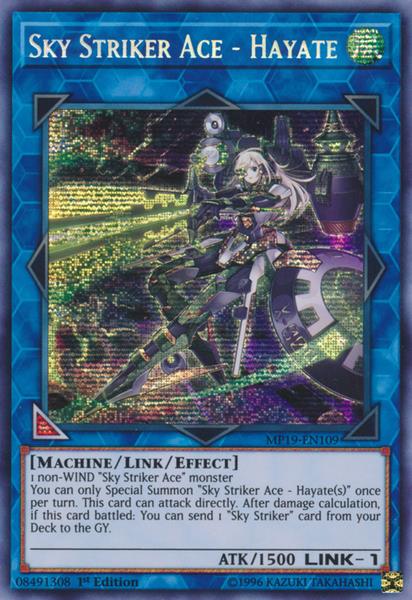 SKY STRIKER ACE - HAYATE
MP19-EN109
[MACHINE/LINK/EFFECT]
1 non-WIND "Sky Striker Ace" monster
You can only Special Summon "Sky Striker Ace - Hayate(s)" once
per turn. This card can attack directly. After damage calculation,
if this card battled: You can send 1 "Sky Striker" card from your
Deck to the GY.
ATK/1500 LINK-1
08491308 1st Edition ©1996 KAZUKI TAKAHASHI